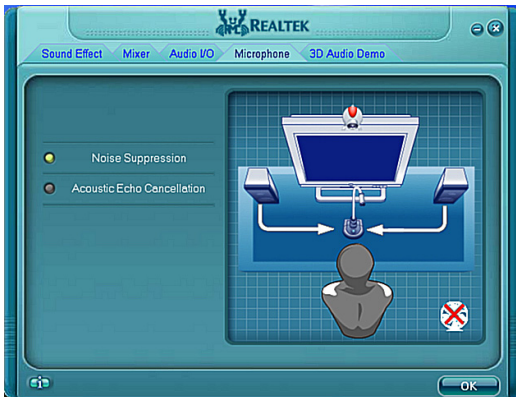 REALTEK
Sound Effect Mixer Audio I/O Microphone 3D Audio Demo
Noise Suppression
Acoustic Echo Cancellation
OK